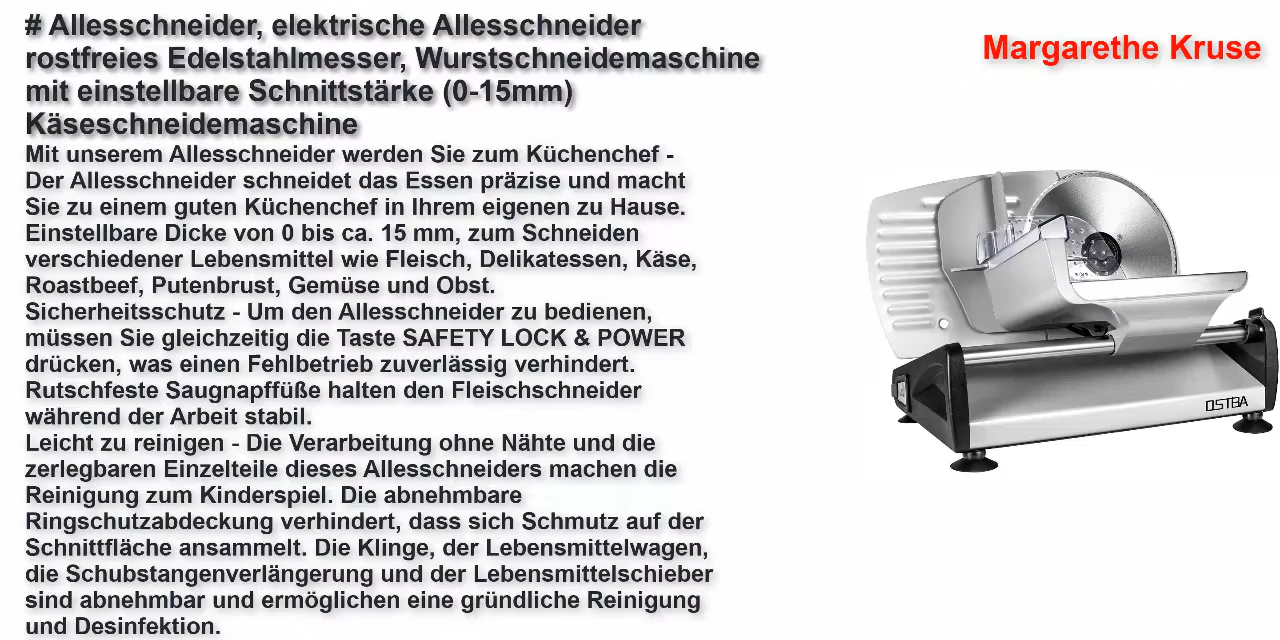 # Allesschneider, elektrische Allesschneider
rostfreies Edelstahlmesser, Wurstschneidemaschine
mit einstellbare Schnittstärke (0-15mm)
Käseschneidemaschine
Mit unserem Allesschneider werden Sie zum Küchenchef -
Der Allesschneider schneidet das Essen präzise und macht
Sie zu einem guten Küchenchef in Ihrem eigenen zu Hause.
Einstellbare Dicke von 0 bis ca. 15 mm, zum Schneiden
verschiedener Lebensmittel wie Fleisch, Delikatessen, Käse,
Roastbeef, Putenbrust, Gemüse und Obst.
Sicherheitsschutz - Um den Allesschneider zu bedienen,
müssen Sie gleichzeitig die Taste SAFETY LOCK & POWER
drücken, was einen Fehlbetrieb zuverlässig verhindert.
Rutschfeste Saugnapffüße halten den Fleischschneider
während der Arbeit stabil.
Leicht zu reinigen - Die Verarbeitung ohne Nähte und die
zerlegbaren Einzelteile dieses Allesschneiders machen die
Reinigung zum Kinderspiel. Die abnehmbare
Ringschutzabdeckung verhindert, dass sich Schmutz auf der
Schnittfläche ansammelt. Die Klinge, der Lebensmittelwagen,
die Schubstangenverlängerung und der Lebensmittelschieber
sind abnehmbar und ermöglichen eine gründliche Reinigung
und Desinfektion.
Margarethe Kruse
OSTBA